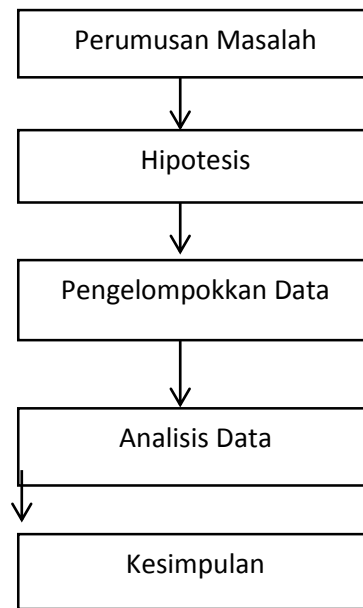 Perumusan Masalah
Hipotesis
Pengelompokkan Data
Analisis Data
Kesimpulan